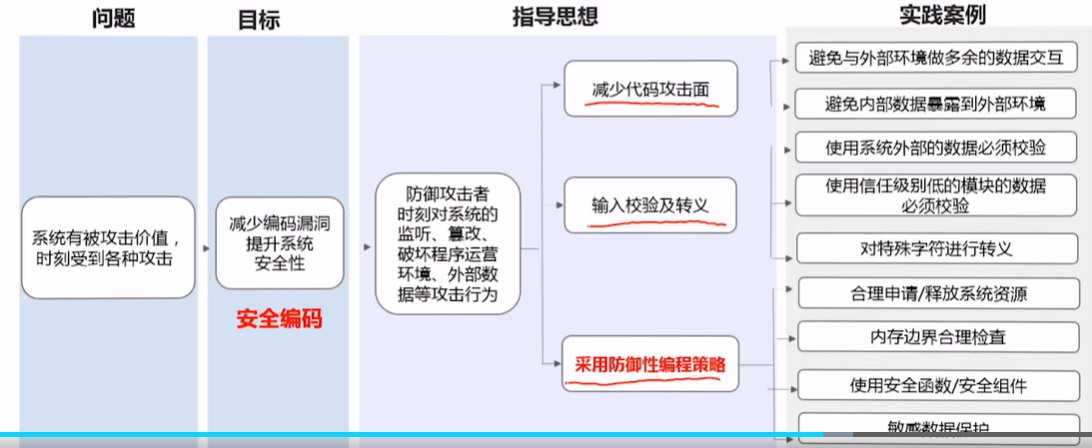 问题
目标
指导思想
实践案例
系统有被攻击价值，
时刻受到各种攻击
减少编码漏洞
提升系统
安全性
安全编码
防御攻击者
时刻对系统的
监听、篡改、
破坏程序运营
环境、外部数
据等攻击行为
减少代码攻击面
输入校验及转义
采用防御性编程策略
避免与外部环境做多余的数据交互
避免内部数据暴露到外部环境
使用系统外部的数据必须校验
使用信任级别低的模块的数据
必须校验
对特殊字符进行转义
合理申请/释放系统资源
内存边界合理检查
使用安全函数/安全组件
敏感数据保护